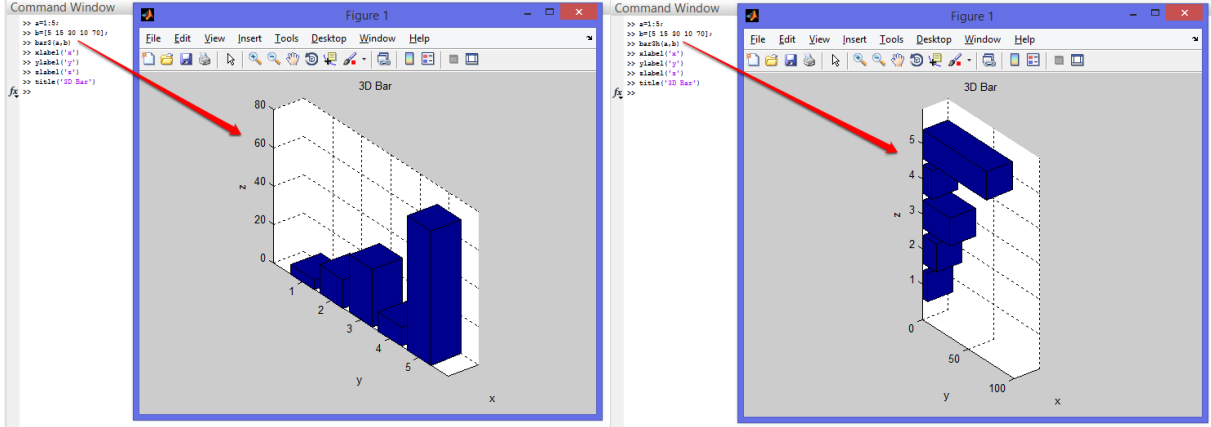 Command Window
>> a=1:5;
>> b=[5 15 30 10 70];
>> bar3(a,b)
>> xlabel('x')
>> ylabel('y')
>> zlabel('z')
>> title('3D Bar')
fx >>
Figure 1
File Edit View Insert Tools Desktop Window Help
3D Bar
80
60
40
20
0
z
1
2
3
4
5
y
x
Command Window
>> a=1:5;
>> b=[5 15 30 10 70];
>> bar3h(a,b)
>> xlabel('x')
>> ylabel('y')
>> zlabel('z')
>> title('3D Bar')
fx >>
Figure 1
File Edit View Insert Tools Desktop Window Help
3D Bar
5
4
3
2
1
z
0
50
100
y
x